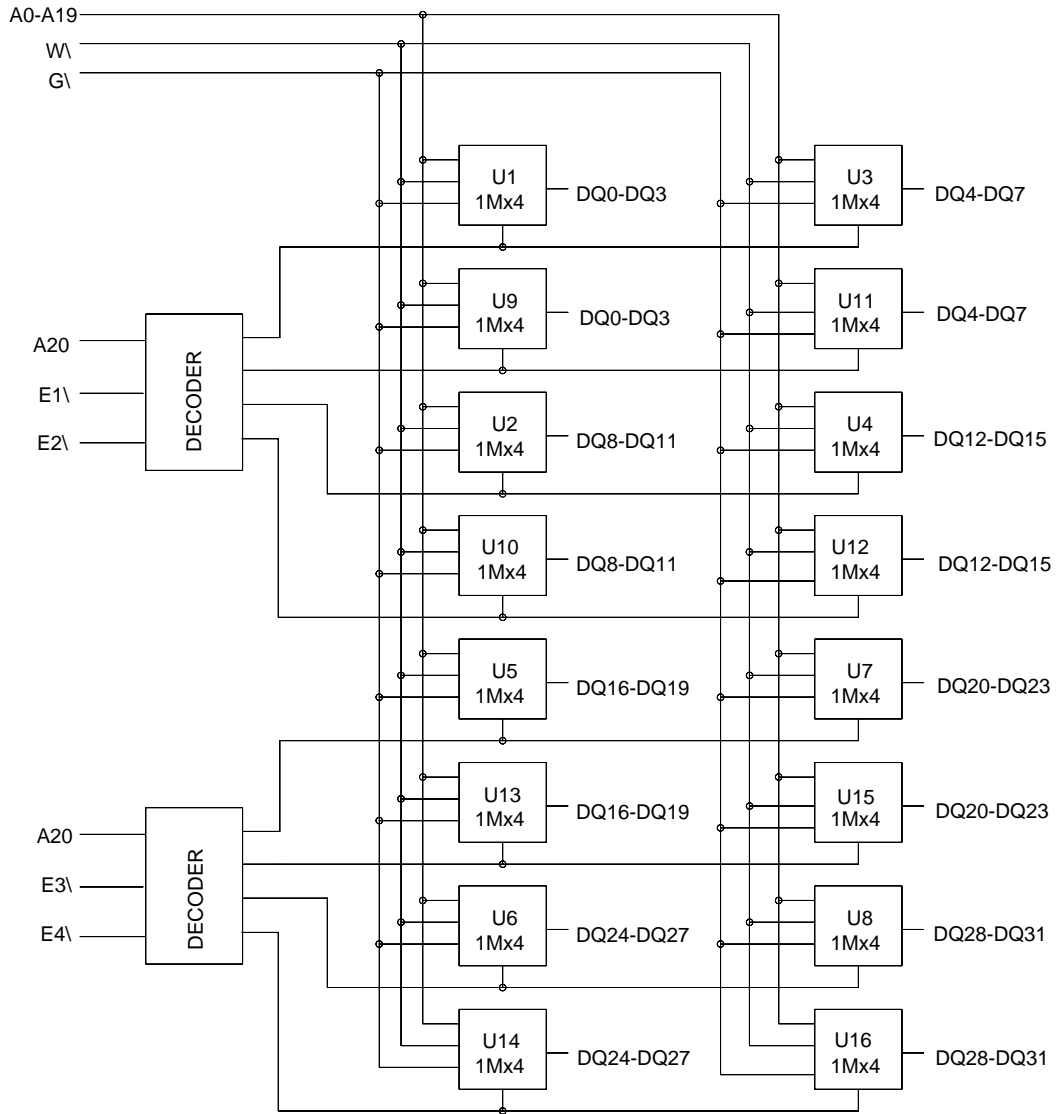 A0-A19
W\
G\
U1
1Mx4
DQ0-DQ3
U3
1Mx4
DQ4-DQ7
U9
1Mx4
DQ0-DQ3
U11
1Mx4
DQ4-DQ7
A20
E1\
E2\
DECODER
U2
1Mx4
DQ8-DQ11
U4
1Mx4
DQ12-DQ15
U10
1Mx4
DQ8-DQ11
U12
1Mx4
DQ12-DQ15
U5
1Mx4
DQ16-DQ19
U7
1Mx4
DQ20-DQ23
U13
1Mx4
DQ16-DQ19
U15
1Mx4
DQ20-DQ23
A20
E3\
E4\
DECODER
U6
1Mx4
DQ24-DQ27
U8
1Mx4
DQ28-DQ31
U14
1Mx4
DQ24-DQ27
U16
1Mx4
DQ28-DQ31